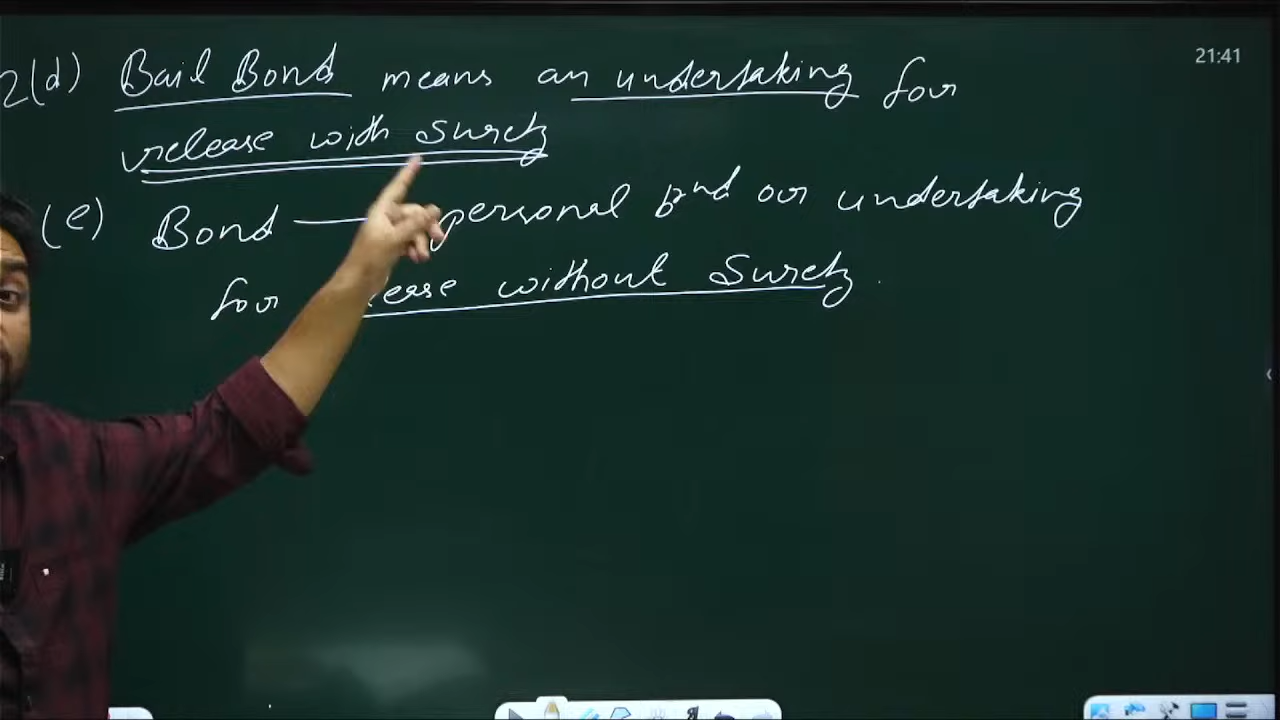 21:41
2(d) Bail Bond means an undertaking for
release with Surety
(e) Bond — personal bond or undertaking
for without Surety.